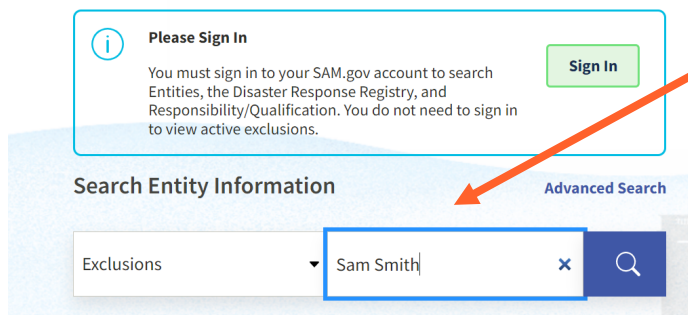 Please Sign In
You must sign in to your SAM.gov account to search
Entities, the Disaster Response Registry, and
Responsibility/Qualification. You do not need to sign in
to view active exclusions.
Sign In
Search Entity Information
Advanced Search
Exclusions
Sam Smith